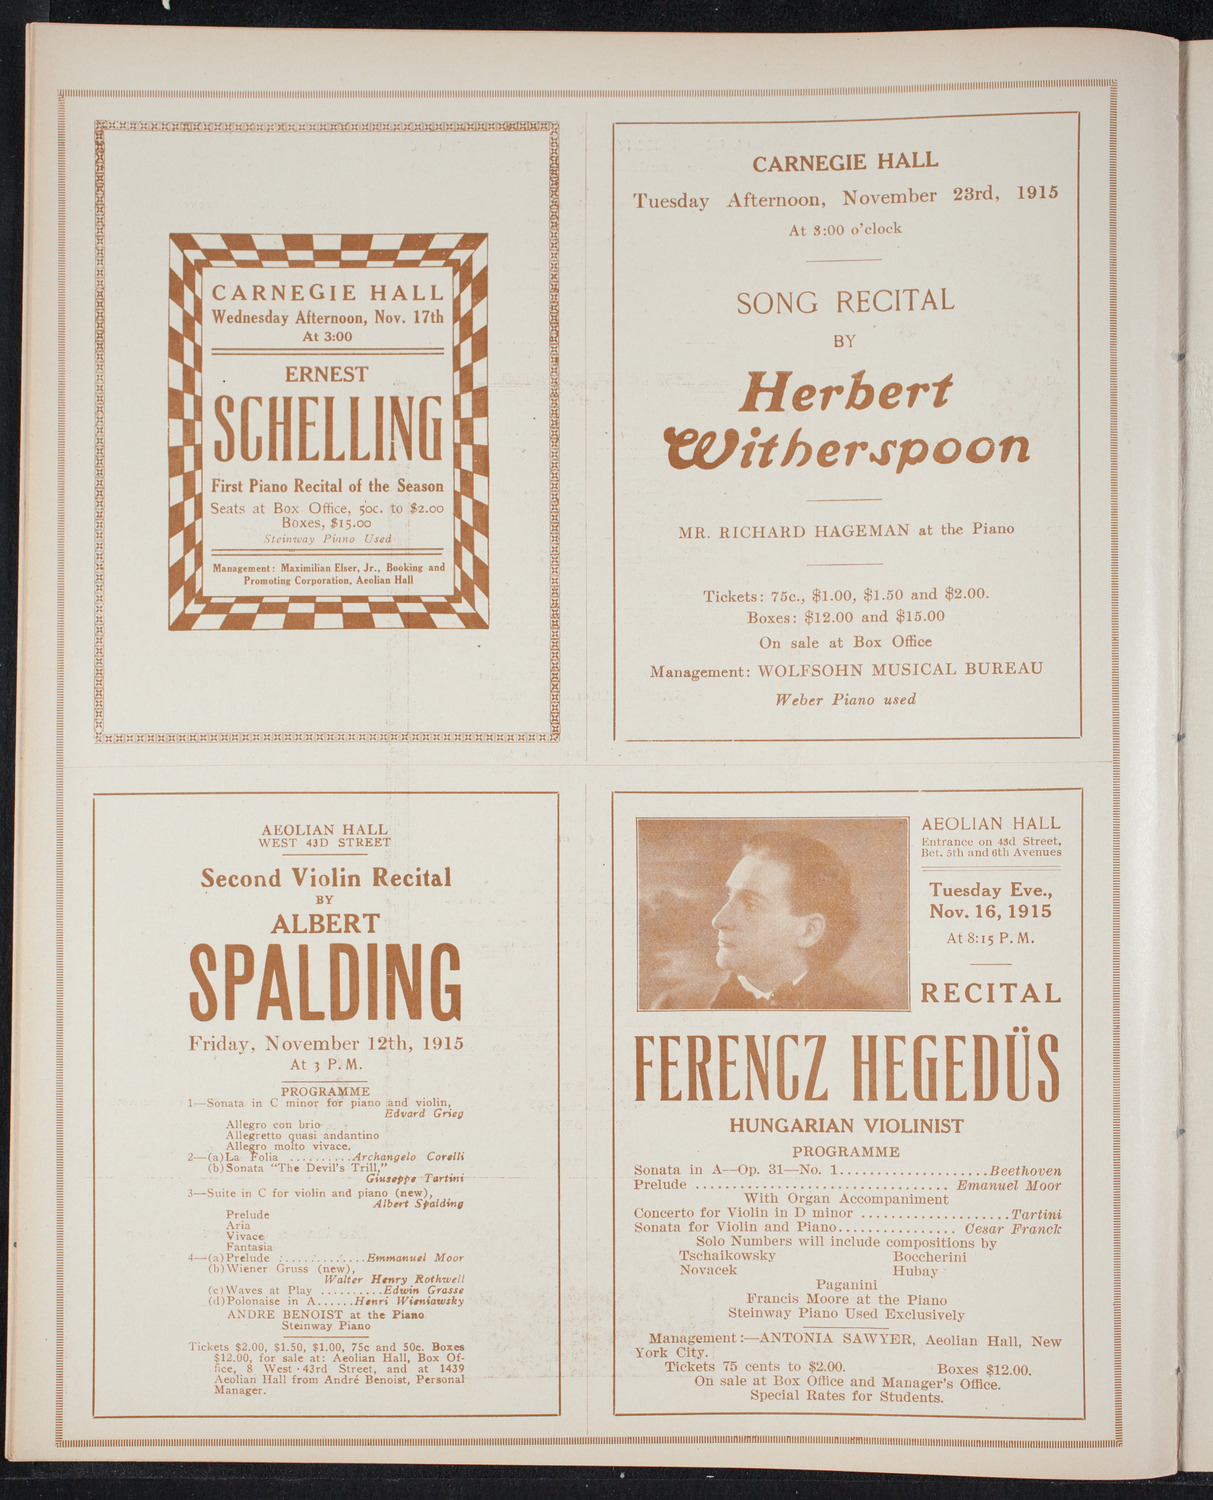 CARNEGIE HALL
Wednesday Afternoon, Nov. 17th
At 3:00
ERNEST
SCHELLING
First Piano Recital of the Season
Seats at Box Office, 50c. to $2.00
Boxes, $15.00
Steinway Piano Used
Management: Maximilian Elser, Jr., Booking and
Promoting Corporation, Aeolian Hall
CARNEGIE HALL
Tuesday Afternoon, November 23rd, 1915
At 3:00 o'clock
SONG RECITAL
BY
Herbert
Witherspoon
MR. RICHARD HAGEMAN at the Piano
Tickets: 75c., $1.00, $1.50 and $2.00.
Boxes: $12.00 and $15.00
On sale at Box Office
Management: WOLFSOHN MUSICAL BUREAU
Weber Piano used
AEOLIAN HALL
WEST 43D STREET
Second Violin Recital
BY
ALBERT
SPALDING
Friday, November 12th, 1915
At 3 P.M.
PROGRAMME
1—Sonata in C minor for piano and violin,
Edvard Grieg
Allegro con brio
Allegretto quasi andantino
Allegro molto vivace.
2—(a) La Folia ..........Archangelo Corelli
(b) Sonata "The Devil's Trill,"
Giuseppe Tartini
3—Suite in C for violin and piano (new),
Albert Spalding
Prelude
Aria
Vivace
Fantasia
4—(a) Prelude .............Emmanuel Moor
(b) Wiener Gruss (new),
Walter Henry Rothwell
(c) Waves at Play ..........Edwin Grasse
(d) Polonaise in A......Henri Wieniawsky
ANDRE BENOIST at the Piano
Steinway Piano
Tickets $2.00, $1.50, $1.00, 75c and 50c. Boxes
$12.00, for sale at: Aeolian Hall, Box Of-
fice, 8 West 43rd Street, and at 1439
Aeolian Hall from André Benoist, Personal
Manager.
AEOLIAN HALL
Entrance on 43d Street,
Bet. 5th and 6th Avenues
Tuesday Eve.,
Nov. 16, 1915
At 8:15 P.M.
RECITAL
FERENCZ HEGEDÜS
HUNGARIAN VIOLINIST
PROGRAMME
Sonata in A—Op. 31—No. 1....................Beethoven
Prelude .................................. Emanuel Moor
With Organ Accompaniment
Concerto for Violin in D minor ....................Tartini
Sonata for Violin and Piano................ Cesar Franck
Solo Numbers will include compositions by
Tschaikowsky Boccherini
Novacek Hubay
Paganini
Francis Moore at the Piano
Steinway Piano Used Exclusively
Management:—ANTONIA SAWYER, Aeolian Hall, New
York City.
Tickets 75 cents to $2.00. Boxes $12.00.
On sale at Box Office and Manager's Office.
Special Rates for Students.